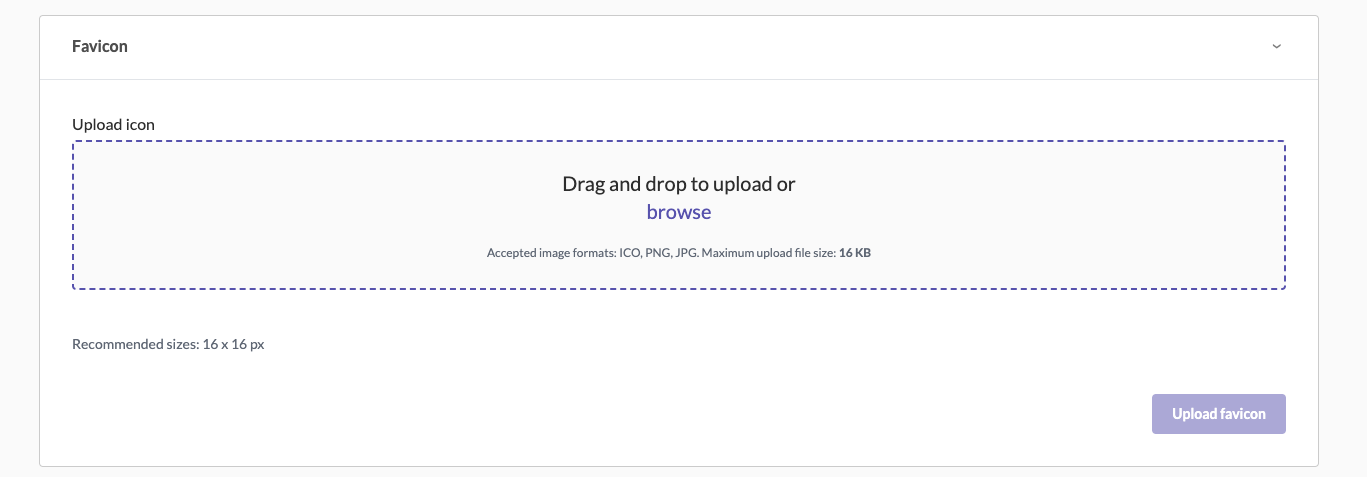 Favicon
Upload icon
Drag and drop to upload or
browse
Accepted image formats: ICO, PNG, JPG. Maximum upload file size: 16 KB
Recommended sizes: 16 x 16 px
Upload favicon